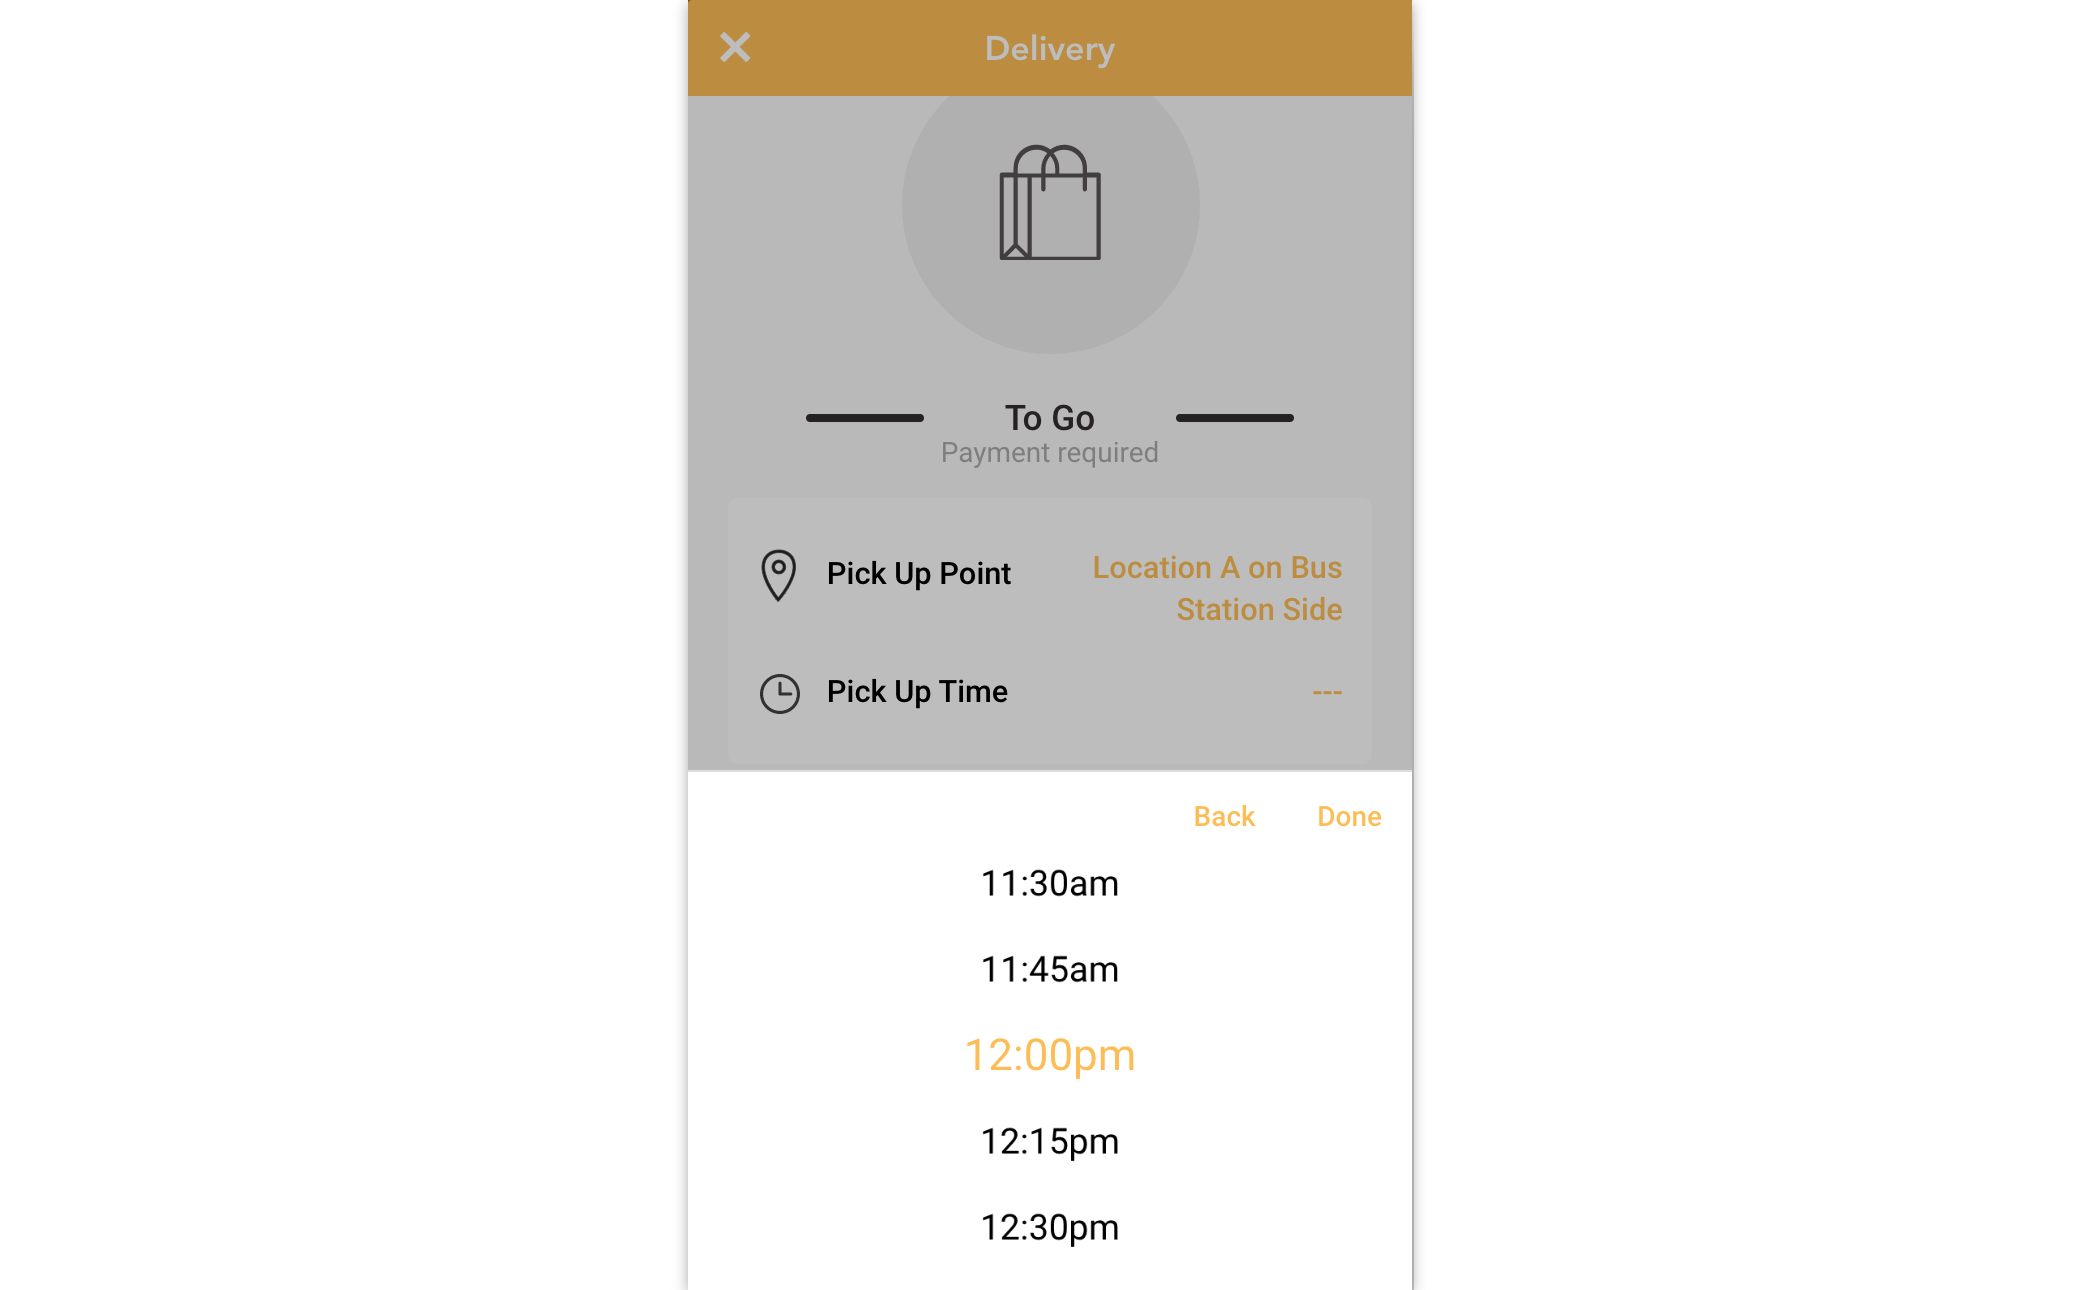 Delivery
To Go
Payment required
Pick Up Point
Location A on Bus
Station Side
Pick Up Time
---
Back Done
11:30am
11:45am
12:00pm
12:15pm
12:30pm